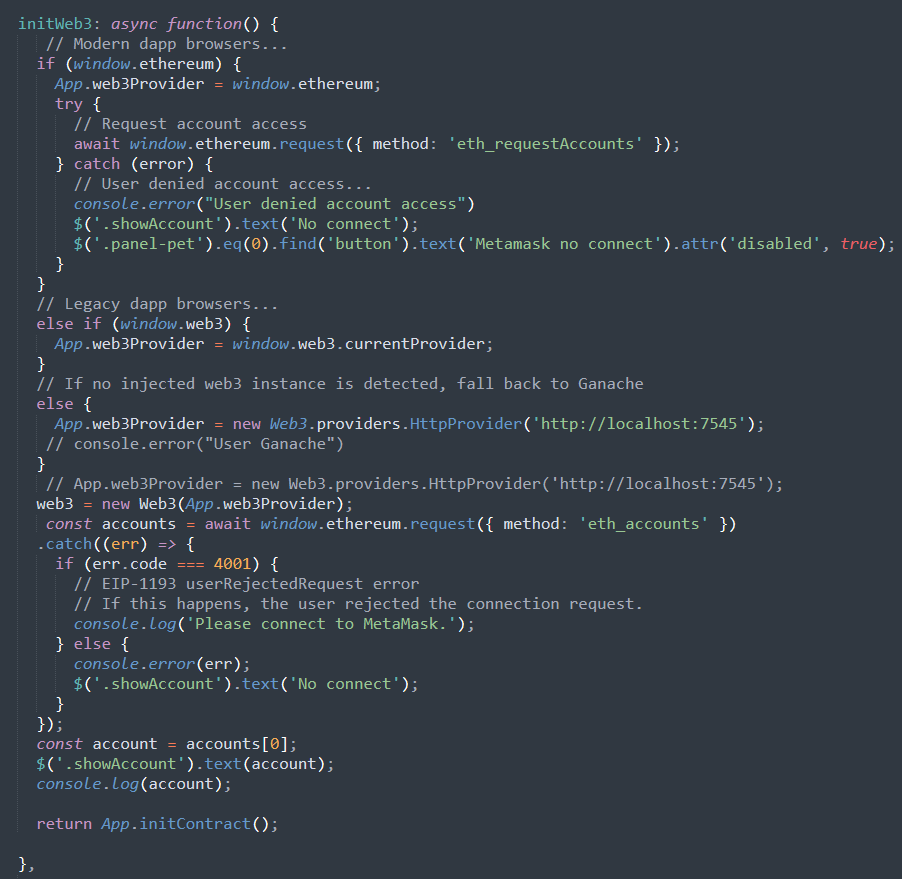 initWeb3: async function() {
// Modern dapp browsers...
if (window.ethereum) {
App.web3Provider = window.ethereum;
try {
// Request account access
await window.ethereum.request({ method: 'eth_requestAccounts' });
} catch (error) {
// User denied account access...
console.error("User denied account access")
$('.showAccount').text('No connect');
$('.panel-pet').eq(0).find('button').text('Metamask no connect').attr('disabled', true);
}
}
// Legacy dapp browsers...
else if (window.web3) {
App.web3Provider = window.web3.currentProvider;
}
// If no injected web3 instance is detected, fall back to Ganache
else {
App.web3Provider = new Web3.providers.HttpProvider('http://localhost:7545');
// console.error("User Ganache")
}
// App.web3Provider = new Web3.providers.HttpProvider('http://localhost:7545');
web3 = new Web3(App.web3Provider);
const accounts = await window.ethereum.request({ method: 'eth_accounts' })
.catch((err) => {
if (err.code === 4001) {
// EIP-1193 userRejectedRequest error
// If this happens, the user rejected the connection request.
console.log('Please connect to MetaMask.');
} else {
console.error(err);
$('.showAccount').text('No connect');
}
});
const account = accounts[0];
$('.showAccount').text(account);
console.log(account);
return App.initContract();
},